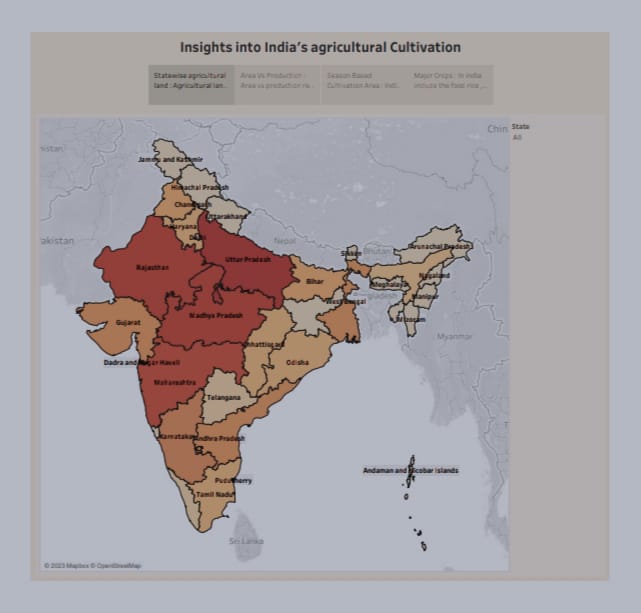 Insights into India's agricultural Cultivation
Statewise agricultural
land : Agricultural lan..
Area Vs Production :
Area vs production re..
Season Based
Cultivation Area : Indi..
Major Crops : In india
include the food rice ,...
State
All
Chin
nistan
Jammu and Kashmir
Himachal Pradesh
Chandigarh
Uttarakhand
Haryana
Delhi
akistan
Nepal
Sikkim
Bhutan
Arunachal Pradesh
Rajasthan
Uttar Pradesh
Bihar
Nagaland
Meghalaya
Manipur
West Bengal
Gujarat
Madhya Pradesh
Mizoram
Chhattisgarh
Myanmar
Dadra and Nagar Haveli
Odisha
Maharashtra
Telangana
Karnataka
Andhra Pradesh
Andaman and Nicobar Islands
Puducherry
Tamil Nadu
Sri Lanka
© 2023 Mapbox © OpenStreetMap